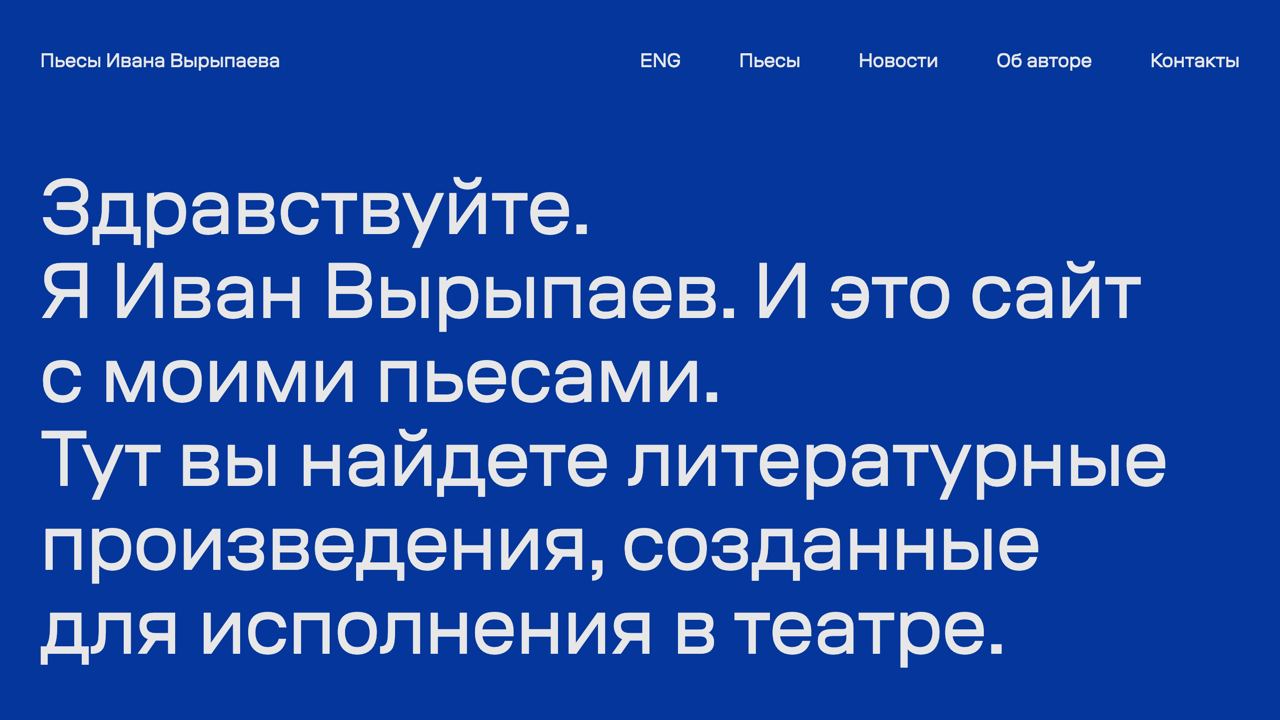 Пьесы Ивана Вырыпаева
ENG
Пьесы
Новости
Об авторе
Контакты
Здравствуйте.
Я Иван Вырыпаев. И это сайт
с моими пьесами.
Тут вы найдете литературные
произведения, созданные
для исполнения в театре.